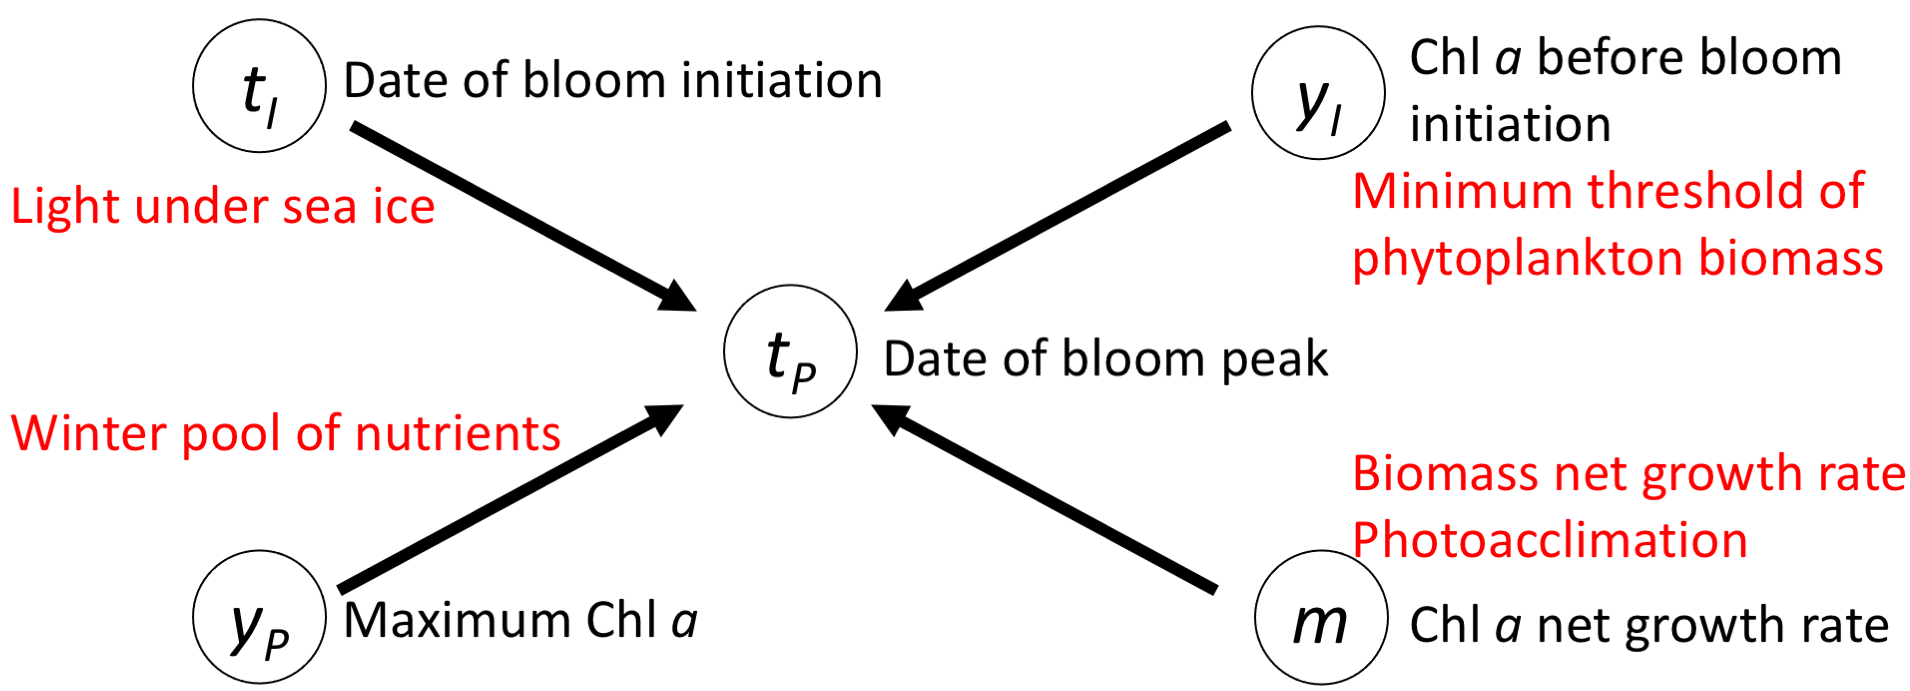 t_I Date of bloom initiation
Light under sea ice
y_I Chl a before bloom
initiation
Minimum threshold of
phytoplankton biomass
t_P Date of bloom peak
Winter pool of nutrients
y_P Maximum Chl a
Biomass net growth rate
Photoacclimation
m Chl a net growth rate